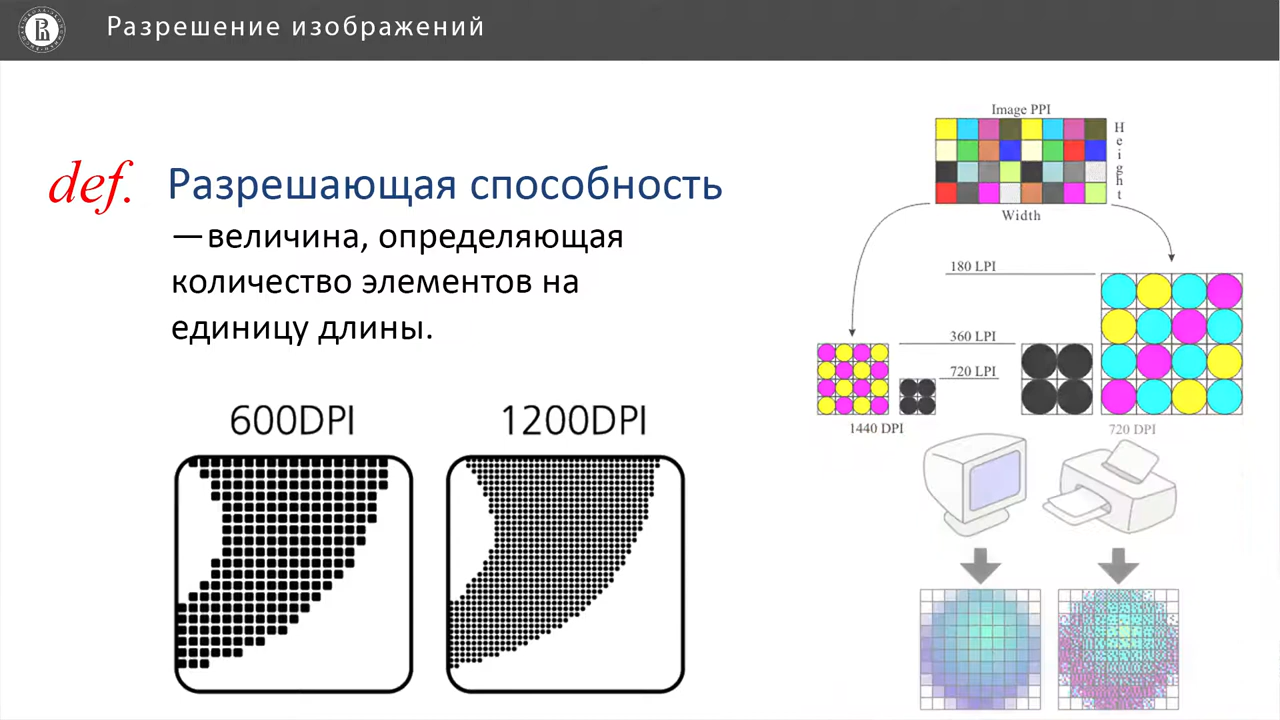 Разрешение изображений
def. Разрешающая способность
—величина, определяющая
количество элементов на
единицу длины.
600DPI
1200DPI
Image PPI
Height
Width
180 LPI
360 LPI
720 LPI
1440 DPI
720 DPI